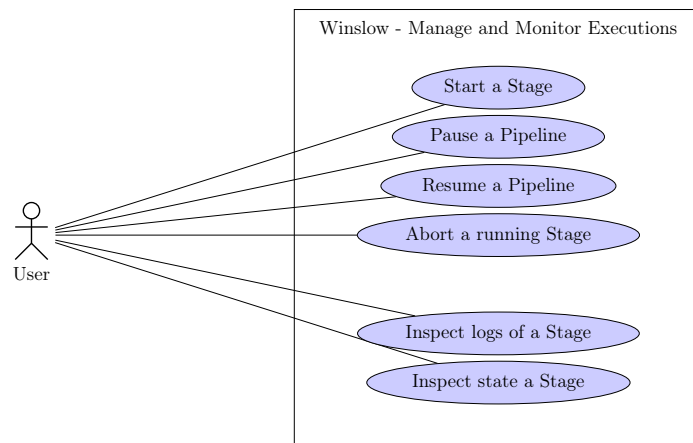 Winslow - Manage and Monitor Executions
Start a Stage
Pause a Pipeline
Resume a Pipeline
Abort a running Stage
User
Inspect logs of a Stage
Inspect state a Stage